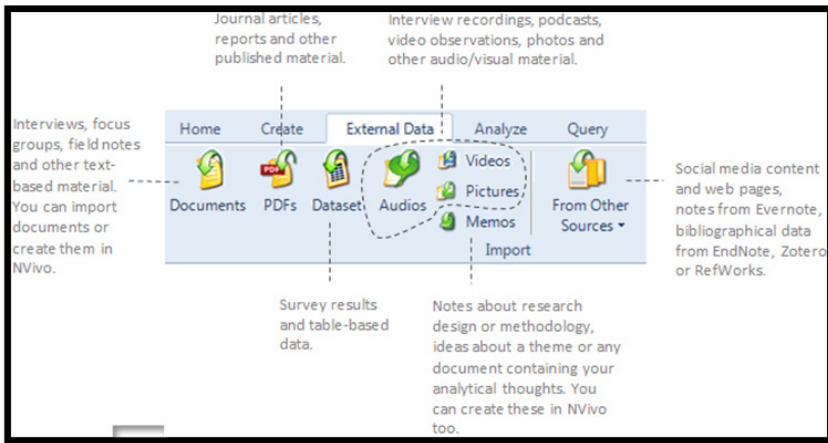 Journal articles,
reports and other
published material.
Interview recordings, podcasts,
video observations, photos and
other audio/visual material.
Interviews, focus
groups, field notes
and other text-
based material.
You can import
documents or
create them in
NVivo.
Home Create External Data Analyze Query
PDF
Documents PDFs Dataset Audios
Videos
Pictures
Memos
From Other
Sources
Import
Social media content
and web pages,
notes from Evernote,
bibliographical data
from EndNote, Zotero
or RefWorks.
Survey results
and table-based
data.
Notes about research
design or methodology,
ideas about a theme or any
document containing your
analytical thoughts. You
can create these in NVivo
too.